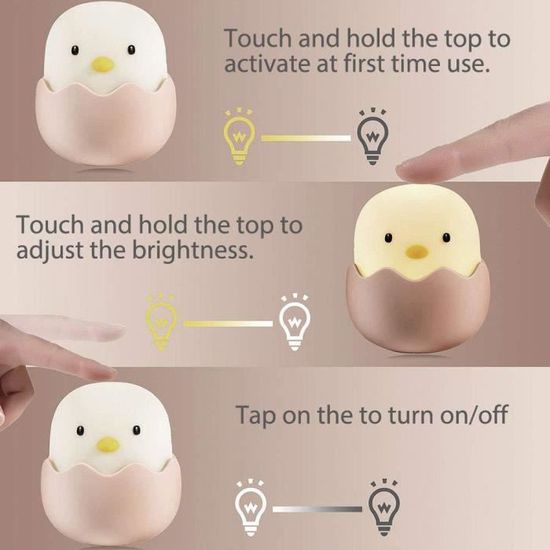 Touch and hold the top to
activate at first time use.
Touch and hold the top to
adjust the brightness.
Tap on the to turn on/off